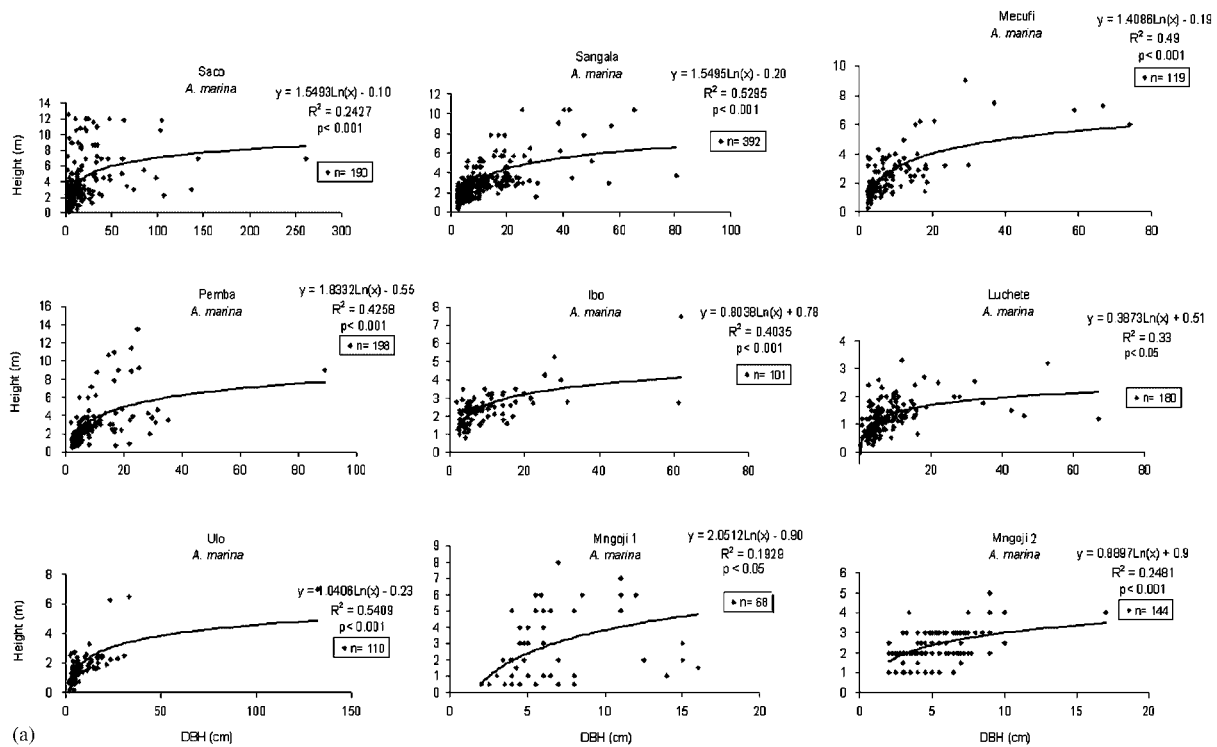 Saco
A. marina
y = 1.5493Ln(x) - 0.10
R² = 0.2427
p< 0.001
n= 190
Height (m)
14
12
10
8
6
4
2
0
0 50 100 150 200 250 300
Sangala
A. marina
y = 1.5495Ln(x) - 0.20
R² = 0.5295
p < 0.001
n= 392
12
10
8
6
4
2
0
0 20 40 60 80 100
Mecufi
A. marina
y = 1.4086Ln(x) - 0.19
R² = 0.49
p< 0.001
n= 119
10
8
6
4
2
0
0 20 40 60 80
Pemba
A. marina
y = 1.8332Ln(x) - 0.55
R² = 0.4258
p< 0.001
n= 198
Height (m)
16
14
12
10
8
6
4
2
0
0 20 40 60 80 100
Ibo
A. marina
y = 0.8038Ln(x) + 0.78
R² = 0.4035
p< 0.001
n= 101
8
7
6
5
4
3
2
1
0
0 20 40 60 80
Luchete
A. marina
y = 0.3873Ln(x) + 0.51
R² = 0.33
p< 0.05
n= 180
4
3
2
1
0
0 20 40 60 80
Ulo
A. marina
y = 1.0406Ln(x) - 0.23
R² = 0.5409
p< 0.001
n= 110
Height (m)
8
6
4
2
0
0 50 100 150
DBH (cm)
Mngoji 1
A. marina
y = 2.0512Ln(x) - 0.90
R² = 0.1929
p < 0.05
n= 68
9
8
7
6
5
4
3
2
1
0
0 5 10 15 20
DBH (cm)
Mngoji 2
A. marina
y = 0.8897Ln(x) + 0.9
R² = 0.2481
p < 0.001
n= 144
6
5
4
3
2
1
0
0 5 10 15 20
DBH (cm)
(a)